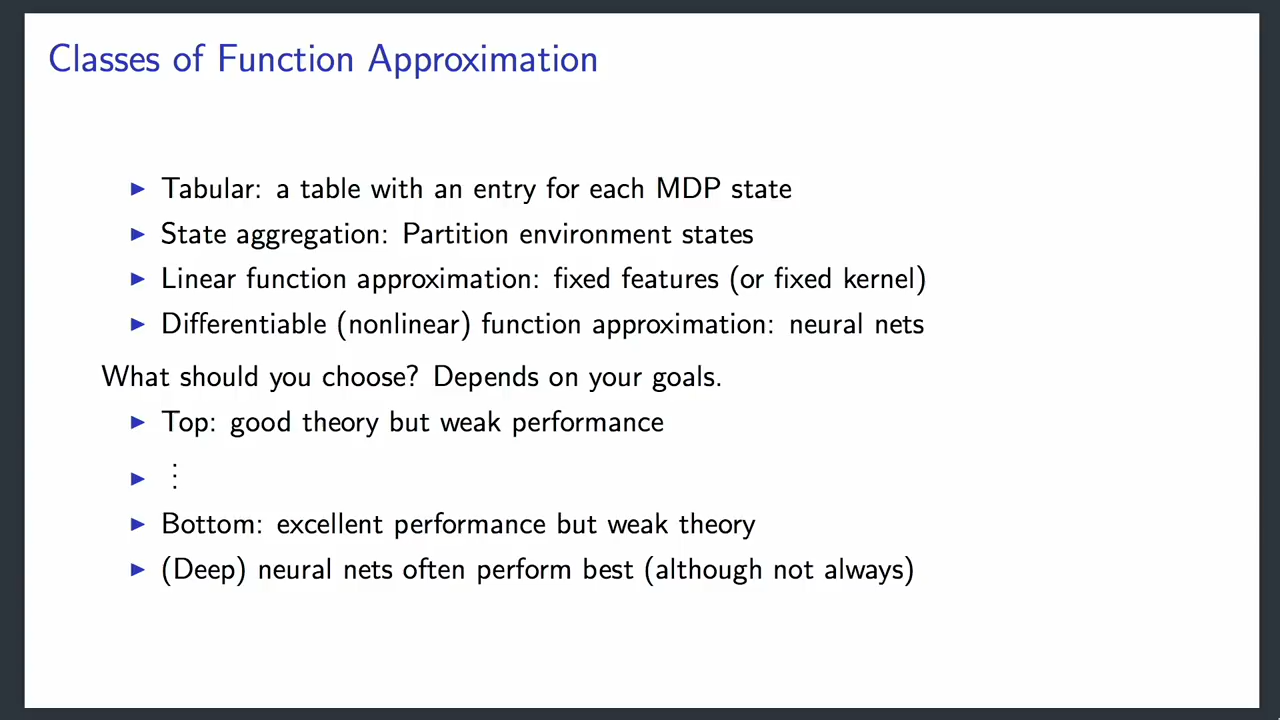 Classes of Function Approximation
▶ Tabular: a table with an entry for each MDP state
▶ State aggregation: Partition environment states
▶ Linear function approximation: fixed features (or fixed kernel)
▶ Differentiable (nonlinear) function approximation: neural nets
What should you choose? Depends on your goals.
▶ Top: good theory but weak performance
▶ ⋮
▶ Bottom: excellent performance but weak theory
▶ (Deep) neural nets often perform best (although not always)